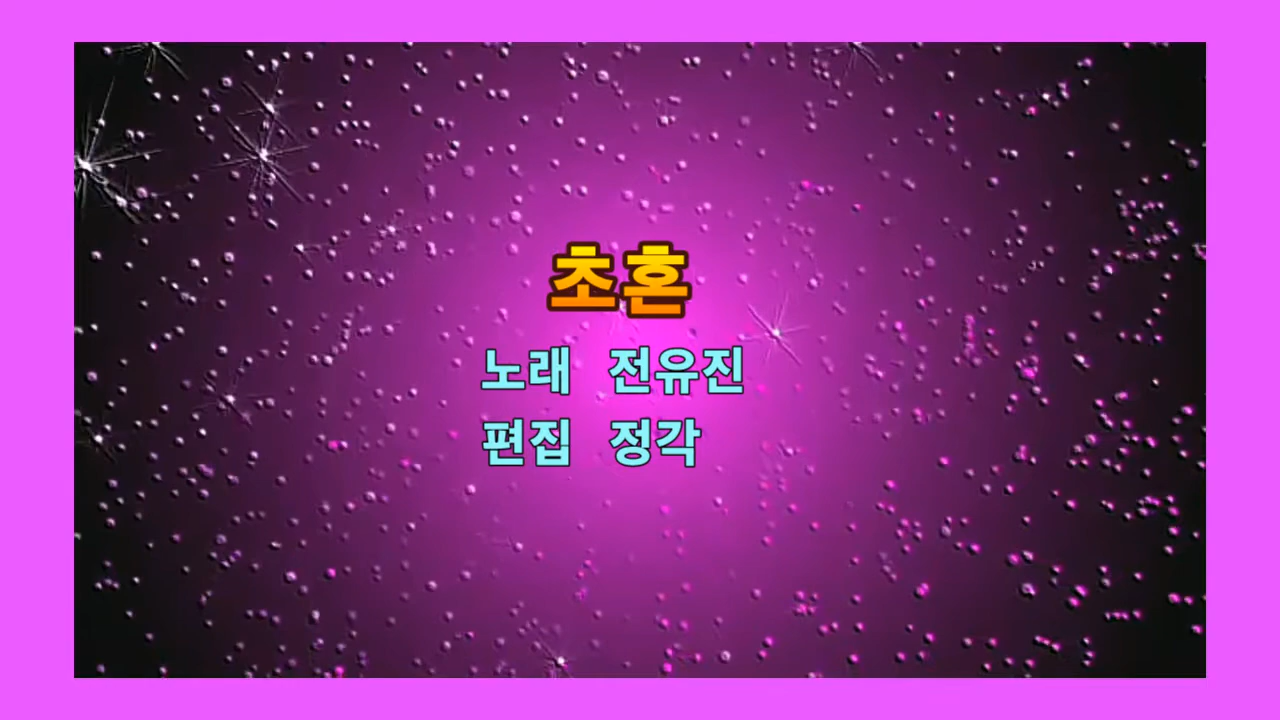 초혼
노래 전유진
편집 정각